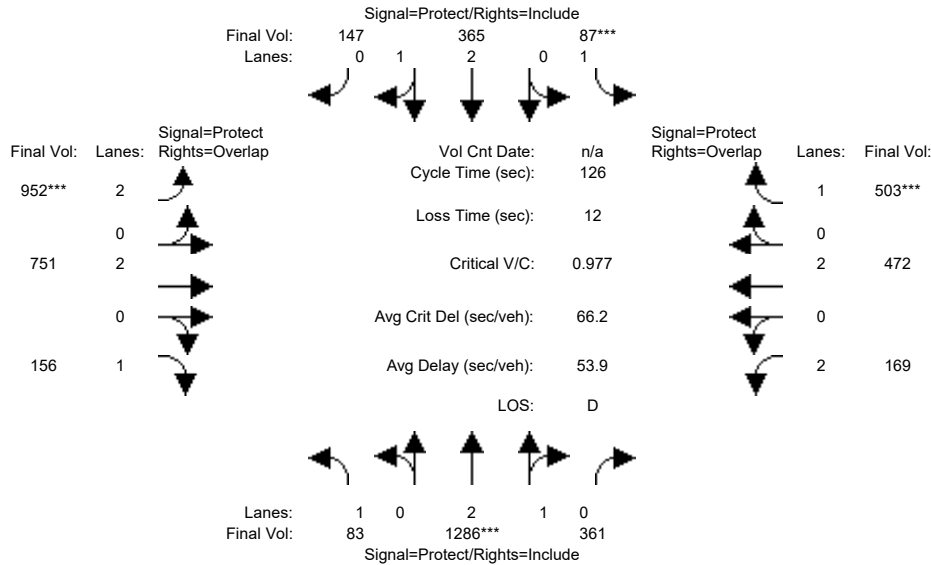 Signal=Protect/Rights=Include
Final Vol: 147 365 87***
Lanes: 0 1 2 0 1
Signal=Protect Signal=Protect
Final Vol: Lanes: Rights=Overlap Vol Cnt Date: n/a Rights=Overlap Lanes: Final Vol:
Cycle Time (sec): 126
952*** 2 1 503***
Loss Time (sec): 12
0 0
751 2 Critical V/C: 0.977 2 472
0 Avg Crit Del (sec/veh): 66.2 0
156 1 Avg Delay (sec/veh): 53.9 2 169
LOS: D
Lanes: 1 0 2 1 0
Final Vol: 83 1286*** 361
Signal=Protect/Rights=Include